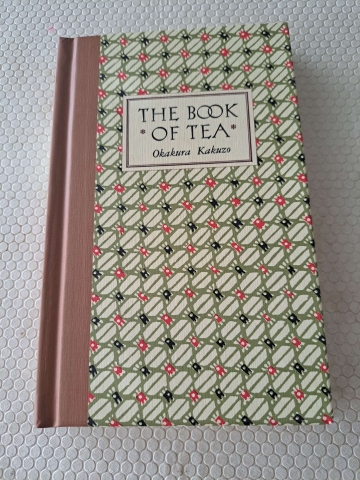 THE BOOK
* OF TEA *
Okakura Kakuzo